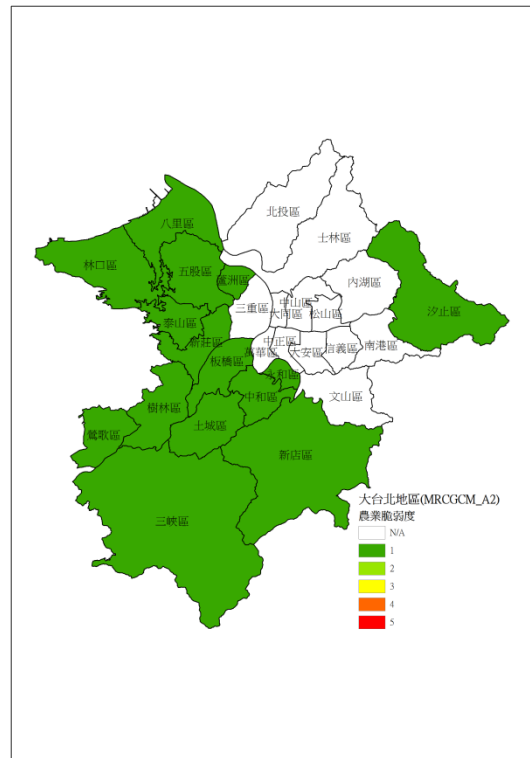 北投區
士林區
八里區
林口區
五股區
蘆洲區
內湖區
汐止區
三重區
中山區
大同區
松山區
泰山區
新莊區
板橋區
中正區
萬華區
大安區
信義區
南港區
永和區
中和區
文山區
樹林區
土城區
鶯歌區
新店區
三峽區
大台北地區(MRCGCM_A2)
農業脆弱度
N/A
1
2
3
4
5